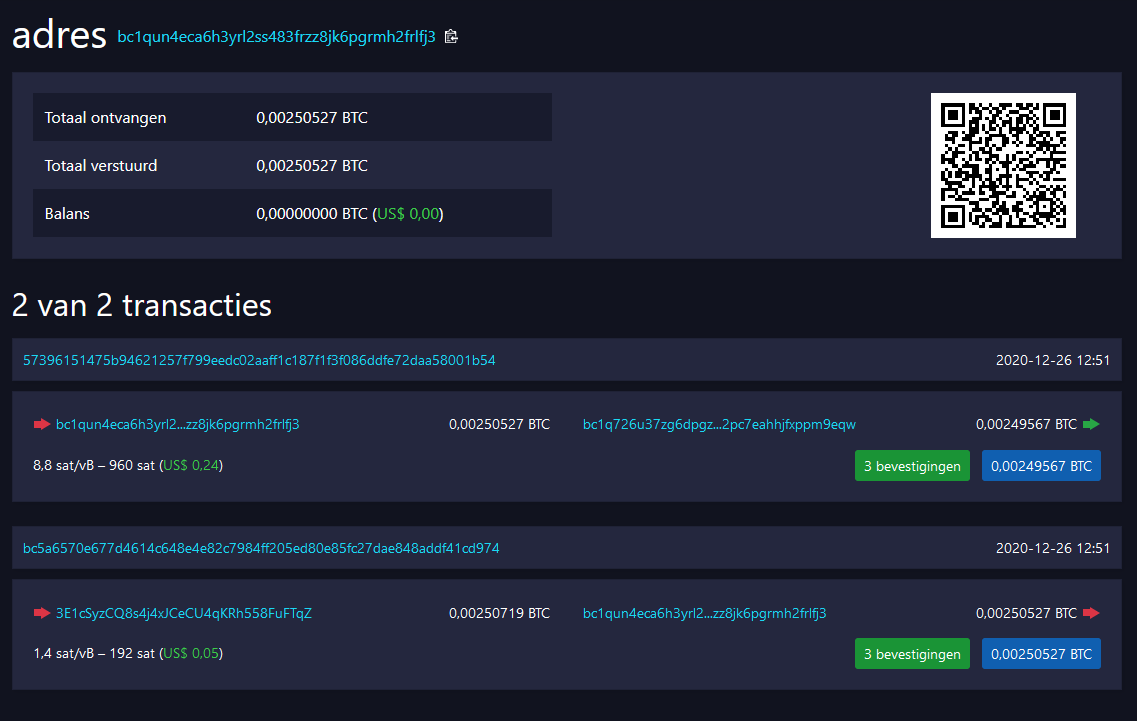 adres bc1qun4eca6h3yrl2ss483frzz8jk6pgrmh2frlfj3
Totaal ontvangen 0,00250527 BTC
Totaal verstuurd 0,00250527 BTC
Balans 0,00000000 BTC (US$ 0,00)
2 van 2 transacties
57396151475b94621257f799eedc02aaff1c187f1f3f086ddfe72daa58001b54 2020-12-26 12:51
bc1qun4eca6h3yrl2...zz8jk6pgrmh2frlfj3 0,00250527 BTC bc1q726u37zg6dpgz...2pc7eahhjfxppm9eqw 0,00249567 BTC
8,8 sat/vB – 960 sat (US$ 0,24) 3 bevestigingen 0,00249567 BTC
bc5a6570e677d4614c648e4e82c7984ff205ed80e85fc27dae848addf41cd974 2020-12-26 12:51
3E1cSyzCQ8s4j4xJCeCU4qKRh558FuFTqZ 0,00250719 BTC bc1qun4eca6h3yrl2...zz8jk6pgrmh2frlfj3 0,00250527 BTC
1,4 sat/vB – 192 sat (US$ 0,05) 3 bevestigingen 0,00250527 BTC